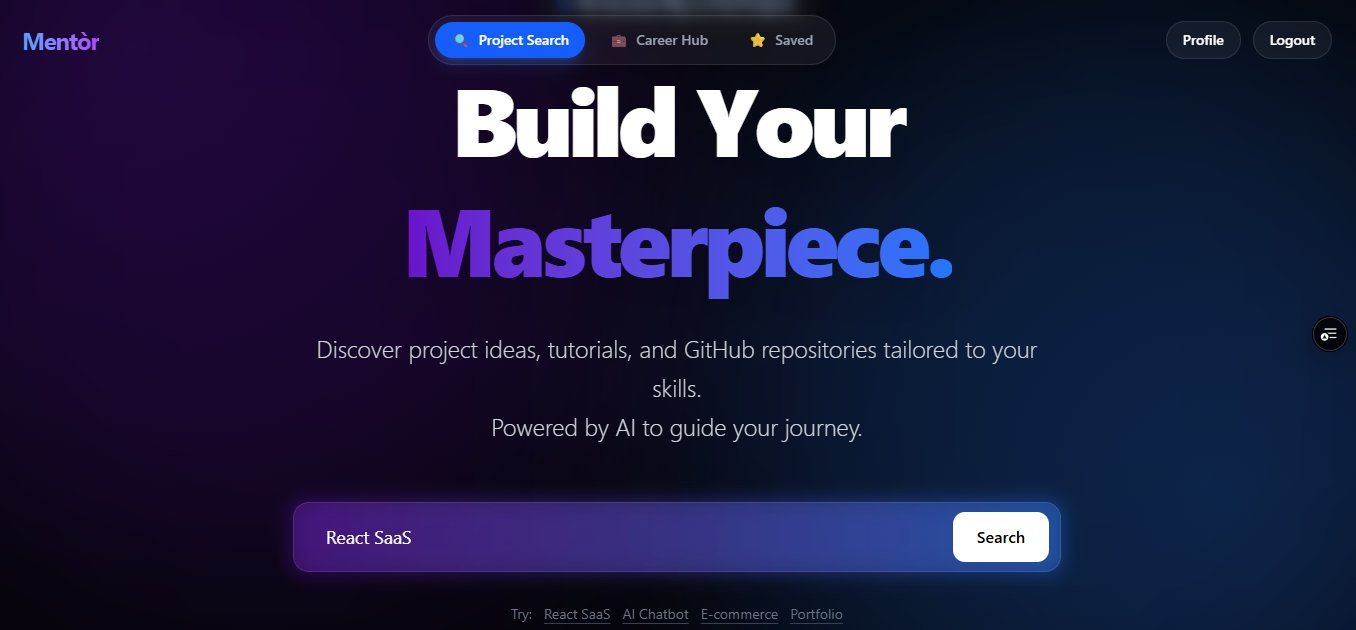 Mentòr
Project Search
Career Hub
Saved
Profile
Logout
Build Your
Masterpiece.
Discover project ideas, tutorials, and GitHub repositories tailored to your
skills.
Powered by AI to guide your journey.
React SaaS
Search
Try: React SaaS AI Chatbot E-commerce Portfolio